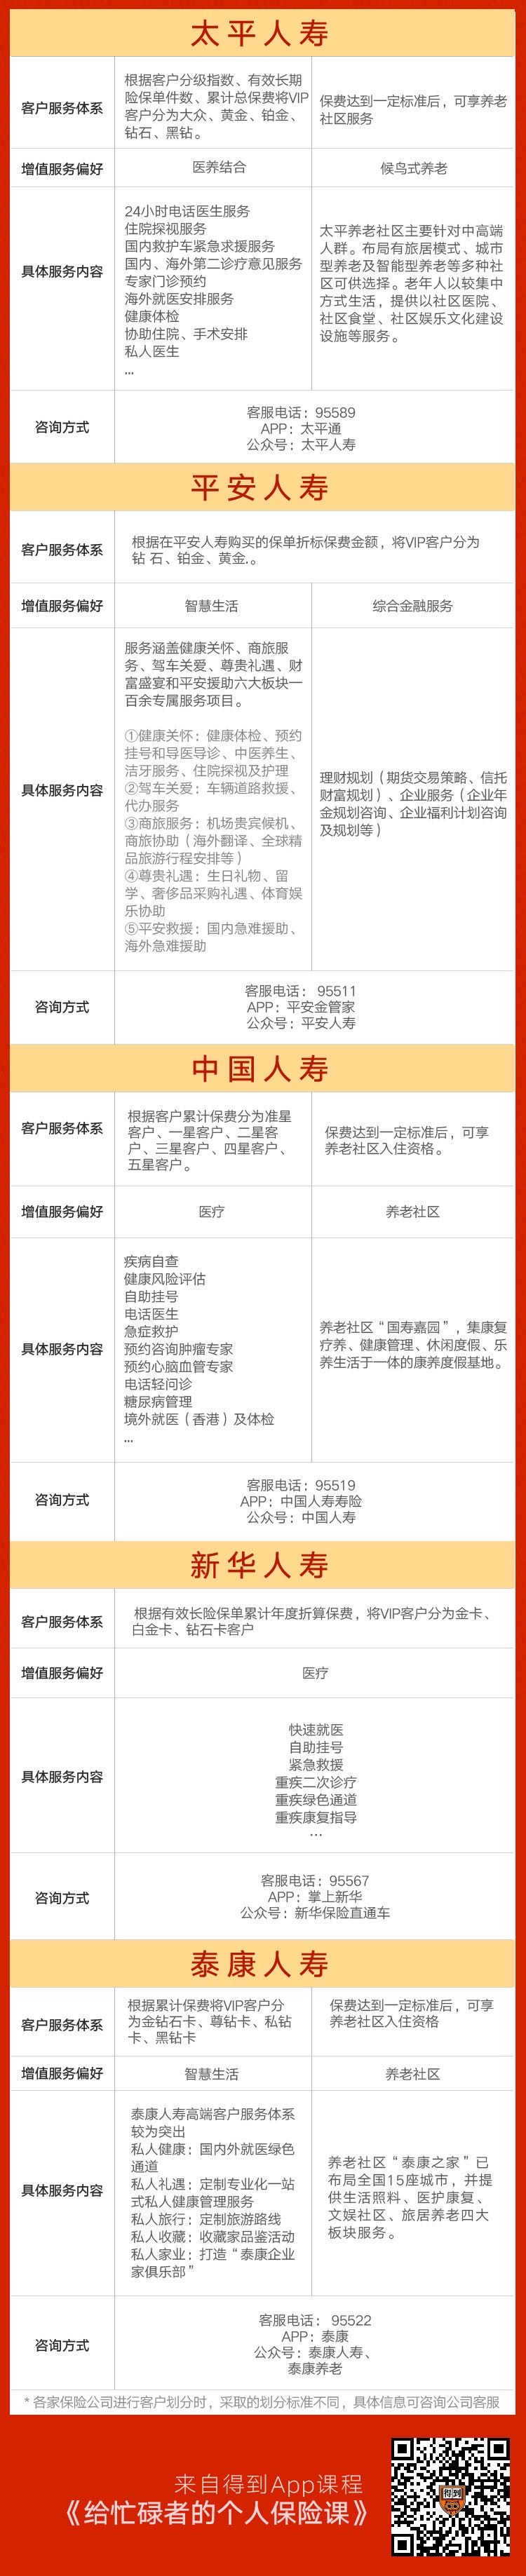 太平人寿
客户服务体系
根据客户分级指数、有效长期
险保单件数、累计总保费将VIP
客户分为大众、黄金、铂金、
钻石、黑钻。
保费达到一定标准后，可享养老
社区服务
增值服务偏好
医养结合
候鸟式养老
具体服务内容
24小时电话医生服务
住院探视服务
国内救护车紧急求援服务
国内、海外第二诊疗意见服务
专家门诊预约
海外就医安排服务
健康体检
协助住院、手术安排
私人医生
...
太平养老社区主要针对中高端
人群。布局有旅居模式、城市
型养老及智能型养老等多种社
区可供选择。老年人以较集中
方式生活，提供以社区医院、
社区食堂、社区娱乐文化建设
设施等服务。
咨询方式
客服电话：95589
APP：太平通
公众号：太平人寿
平安人寿
客户服务体系
根据在平安人寿购买的保单折标保费金额，将VIP客户分为
钻 石、铂金、黄金.。
增值服务偏好
智慧生活
综合金融服务
具体服务内容
服务涵盖健康关怀、商旅服
务、驾车关爱、尊贵礼遇、财
富盛宴和平安援助六大板块一
百余专属服务项目。
①健康关怀：健康体检、预约
挂号和导医导诊、中医养生、
洁牙服务、住院探视及护理
②驾车关爱：车辆道路救援、
代办服务
③商旅服务：机场贵宾候机、
商旅协助（海外翻译、全球精
品旅游行程安排等）
④尊贵礼遇：生日礼物、留
学、奢侈品采购礼遇、体育娱
乐协助
⑤平安救援：国内急难援助、
海外急难援助
理财规划（期货交易策略、信托
财富规划）、企业服务（企业年
金规划咨询、企业福利计划咨询
及规划等）
咨询方式
客服电话： 95511
APP：平安金管家
公众号：平安人寿
中国人寿
客户服务体系
根据客户累计保费分为准星
客户、一星客户、二星客
户、三星客户、四星客户、
五星客户。
保费达到一定标准后，可享
养老社区入住资格。
增值服务偏好
医疗
养老社区
具体服务内容
疾病自查
健康风险评估
自助挂号
电话医生
急症救护
预约咨询肿瘤专家
预约心脑血管专家
电话轻问诊
糖尿病管理
境外就医（香港）及体检
...
养老社区“国寿嘉园”，集康复
疗养、健康管理、休闲度假、乐
养生活于一体的康养度假基地。
咨询方式
客服电话：95519
APP：中国人寿寿险
公众号：中国人寿
新华人寿
客户服务体系
根据有效长险保单累计年度折算保费，将VIP客户分为金卡、
白金卡、钻石卡客户
增值服务偏好
医疗
具体服务内容
快速就医
自助挂号
紧急救援
重疾二次诊疗
重疾绿色通道
重疾康复指导
…
咨询方式
客服电话：95567
APP：掌上新华
公众号：新华保险直通车
泰康人寿
客户服务体系
根据累计保费将VIP客户分
为金钻石卡、尊钻卡、私钻
卡、黑钻卡
保费达到一定标准后，可享
养老社区入住资格
增值服务偏好
智慧生活
养老社区
具体服务内容
泰康人寿高端客户服务体系
较为突出
私人健康：国内外就医绿色
通道
私人礼遇：定制专业化一站
式私人健康管理服务
私人旅行：定制旅游路线
私人收藏：收藏家品鉴活动
私人家业：打造“泰康企业
家俱乐部”
养老社区“泰康之家”已
布局全国15座城市，并提
供生活照料、医护康复、
文娱社区、旅居养老四大
板块服务。
咨询方式
客服电话： 95522
APP：泰康
公众号：泰康人寿、
泰康养老
* 各家保险公司进行客户划分时，采取的划分标准不同，具体信息可咨询公司客服
来自得到App课程
《给忙碌者的个人保险课》
得到